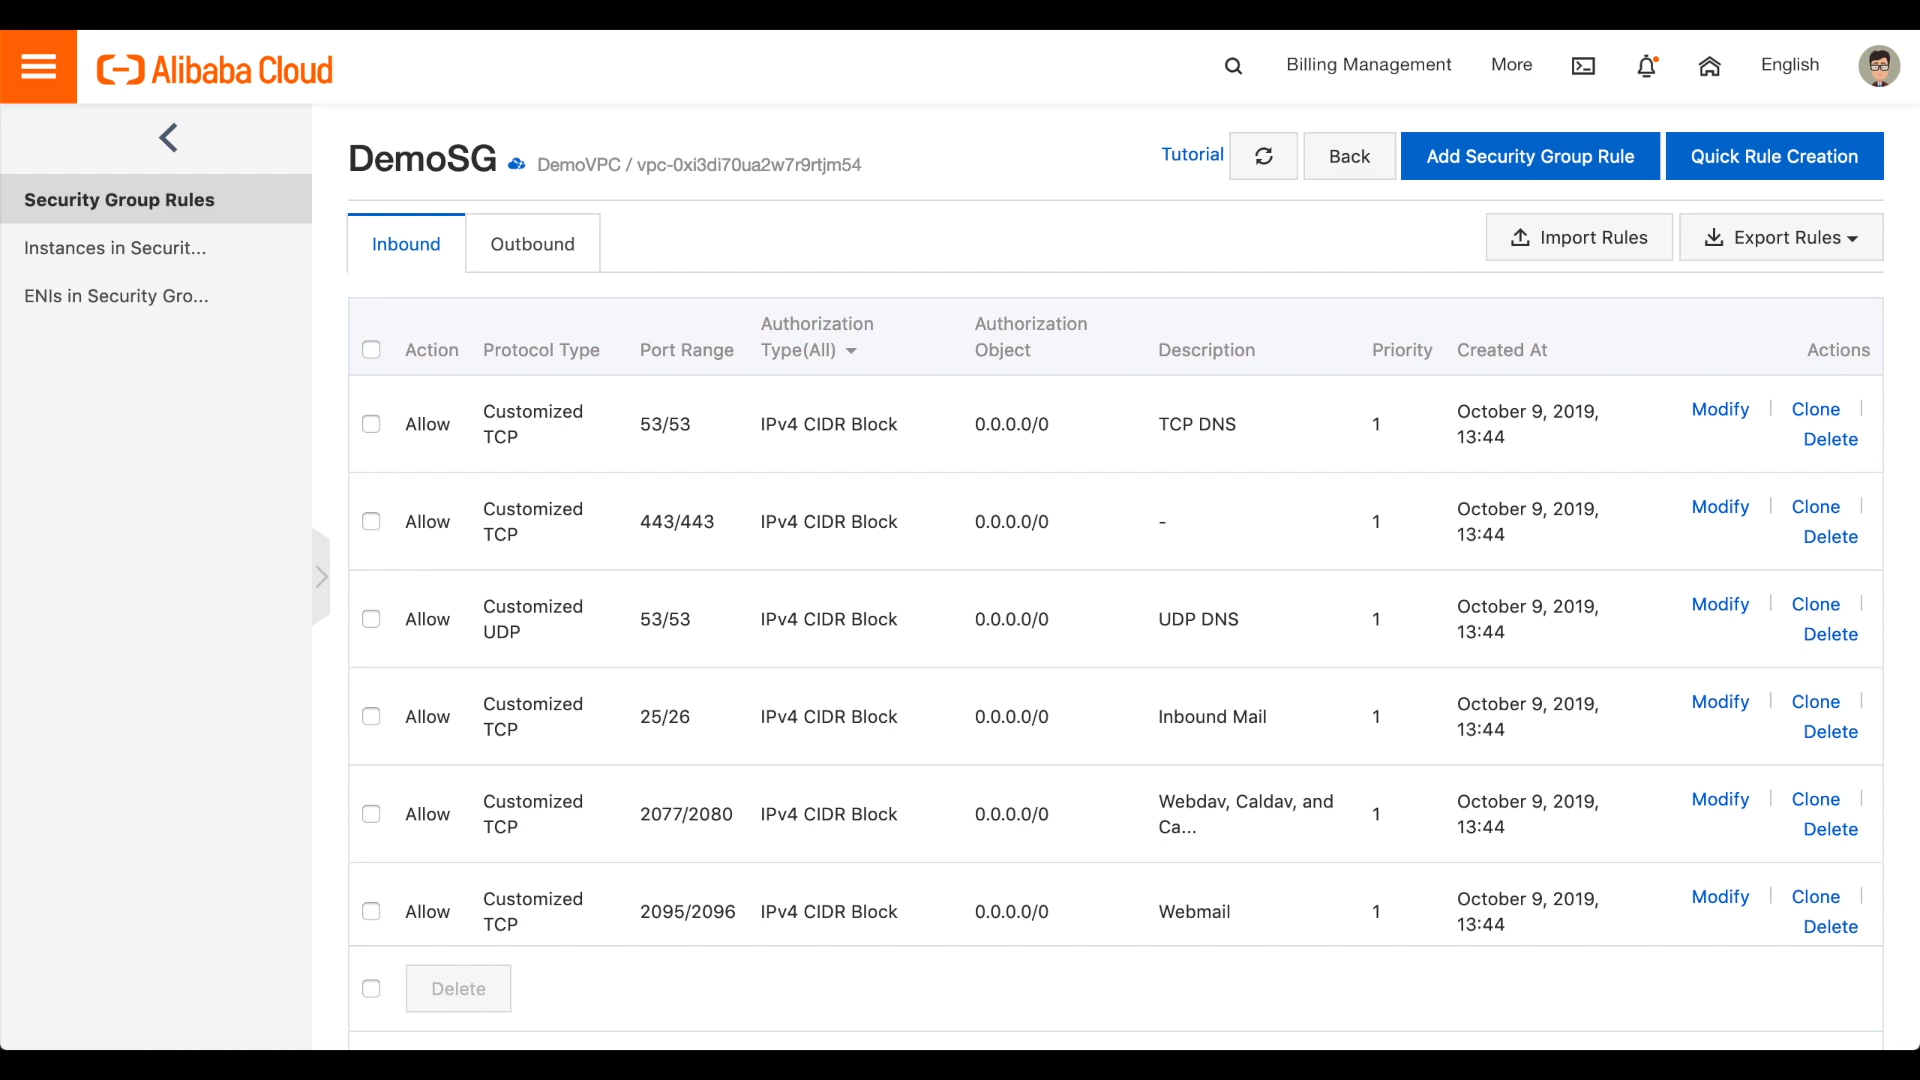 Alibaba Cloud
Billing Management
More
English
DemoSG
DemoVPC / vpc-0xi3di70ua2w7r9rtjm54
Tutorial
Back
Add Security Group Rule
Quick Rule Creation
Security Group Rules
Instances in Securit...
ENIs in Security Gro...
Inbound
Outbound
Import Rules
Export Rules
Action
Protocol Type
Port Range
Authorization
Type(All)
Authorization
Object
Description
Priority
Created At
Actions
Allow
Customized
TCP
53/53
IPv4 CIDR Block
0.0.0.0/0
TCP DNS
1
October 9, 2019,
13:44
Modify
Clone
Delete
Allow
Customized
TCP
443/443
IPv4 CIDR Block
0.0.0.0/0
-
1
October 9, 2019,
13:44
Modify
Clone
Delete
Allow
Customized
UDP
53/53
IPv4 CIDR Block
0.0.0.0/0
UDP DNS
1
October 9, 2019,
13:44
Modify
Clone
Delete
Allow
Customized
TCP
25/26
IPv4 CIDR Block
0.0.0.0/0
Inbound Mail
1
October 9, 2019,
13:44
Modify
Clone
Delete
Allow
Customized
TCP
2077/2080
IPv4 CIDR Block
0.0.0.0/0
Webdav, Caldav, and
Ca...
1
October 9, 2019,
13:44
Modify
Clone
Delete
Allow
Customized
TCP
2095/2096
IPv4 CIDR Block
0.0.0.0/0
Webmail
1
October 9, 2019,
13:44
Modify
Clone
Delete
Delete